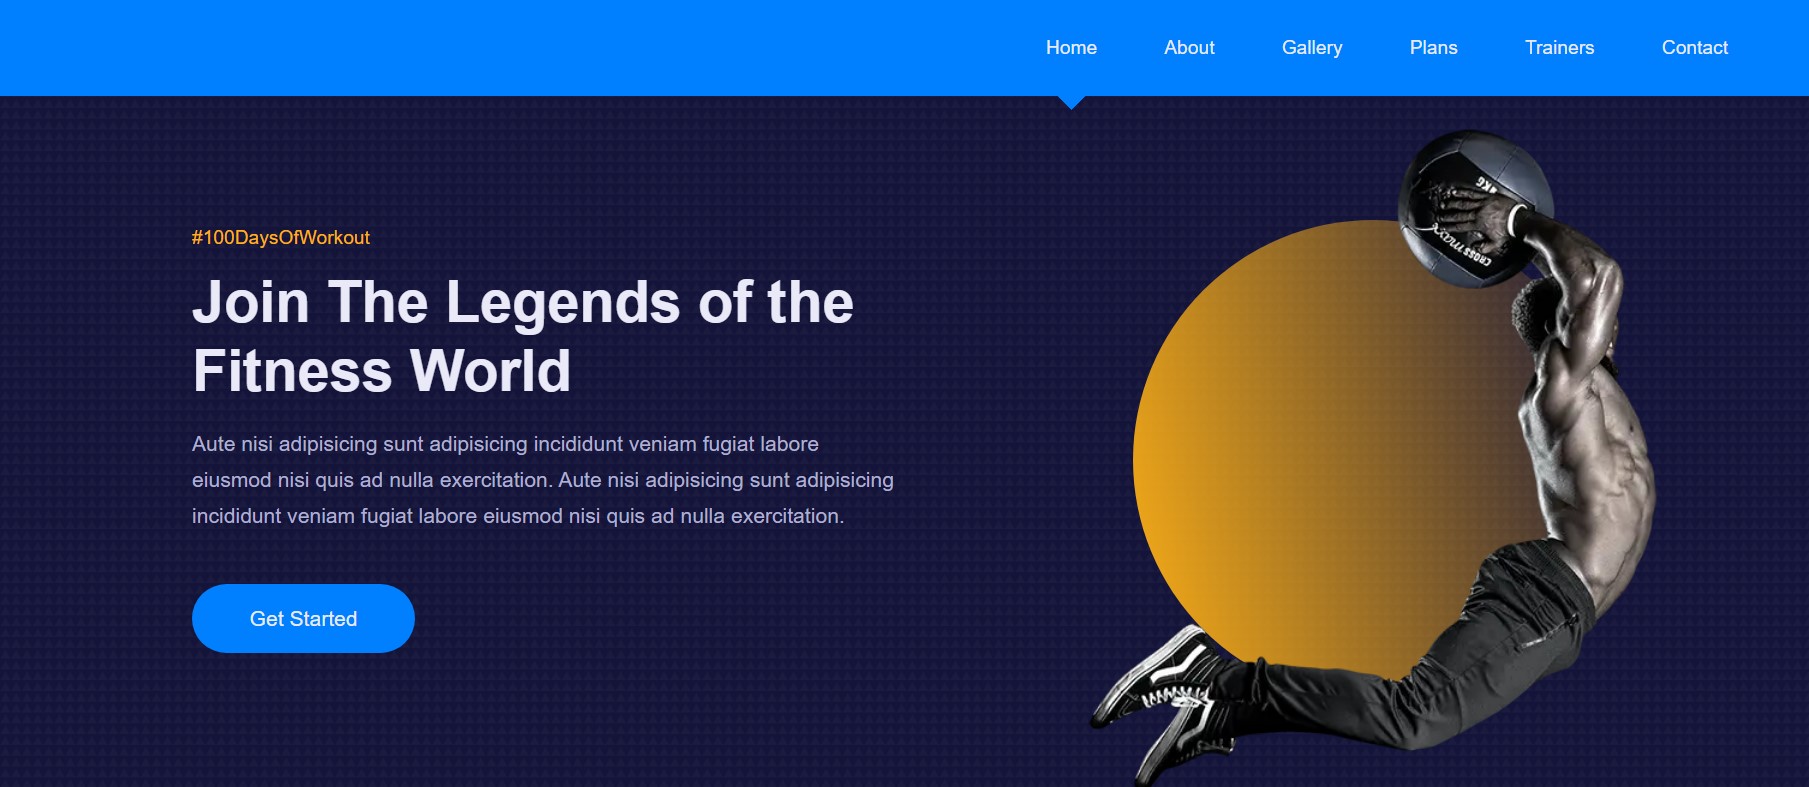 Home About Gallery Plans Trainers Contact
#100DaysOfWorkout
Join The Legends of the
Fitness World
Aute nisi adipisicing sunt adipisicing incididunt veniam fugiat labore
eiusmod nisi quis ad nulla exercitation. Aute nisi adipisicing sunt adipisicing
incididunt veniam fugiat labore eiusmod nisi quis ad nulla exercitation.
Get Started
KG
CROSSmaxx